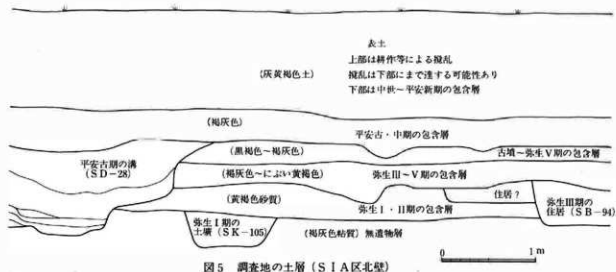 表土
上部は耕作等による攪乱
(灰黄褐色土)
攪乱は下部にまで達する可能性あり
下部は中世～平安新期の包含層
(褐灰色)
平安古・中期の包含層
(黒褐色～褐灰色)
古墳～弥生V期の包含層
平安古期の溝
(SD-28)
(褐灰色～にぶい黄褐色)
弥生III～V期の包含層
(黄褐色砂質)
弥生I・II期の包含層
住居?
弥生III期の
住居(SB-94)
弥生I期の
土壙(SK-105)
(褐灰色粘質)無遺物層
0 1m
図5 調査地の土層(SIA区北壁)